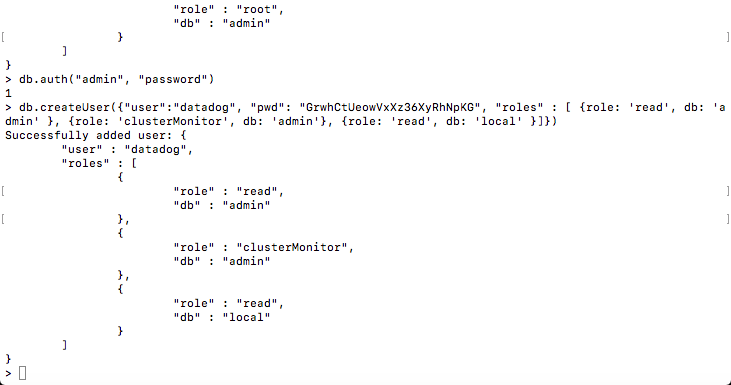 "role" : "root",
"db" : "admin"
[ } ]
]
}
> db.auth("admin", "password")
1
> db.createUser({"user":"datadog", "pwd": "GrwhCtUeowVxXz36XyRhNpKG", "roles" : [ {role: 'read', db: 'a
dmin' }, {role: 'clusterMonitor', db: 'admin'}, {role: 'read', db: 'local' }]})
Successfully added user: {
"user" : "datadog",
"roles" : [
{
[ "role" : "read", ]
"db" : "admin"
[ }, ]
{
"role" : "clusterMonitor",
"db" : "admin"
},
{
"role" : "read",
"db" : "local"
}
]
}
>